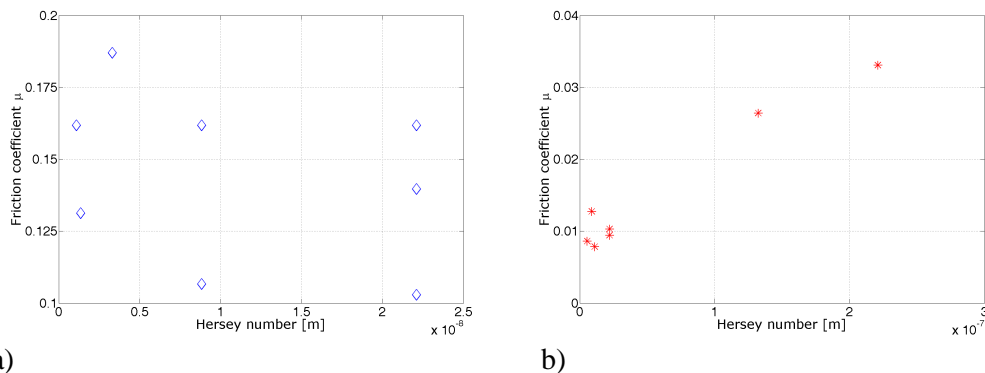 0.2
0.175
0.15
0.125
0.1
Friction coefficient μ
0
0.5
1
1.5
2
2.5
x 10⁻⁸
Hersey number [m]
a)
0.04
0.03
0.02
0.01
0
Friction coefficient μ
0
1
2
3
x 10⁻⁷
Hersey number [m]
b)